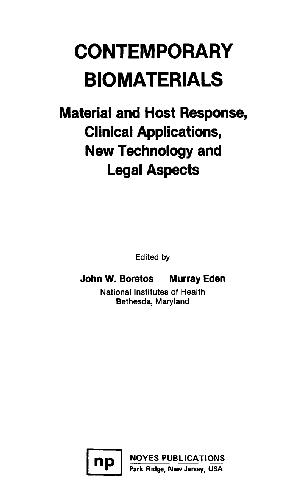 CONTEMPORARY
BIOMATERIALS
Material and Host Response,
Clinical Applications,
New Technology and
Legal Aspects
Edited by
John W. Boretos Murray Eden
National Institutes of Health
Bethesda, Maryland
np
NOYES PUBLICATIONS
Park Ridge, New Jersey, USA